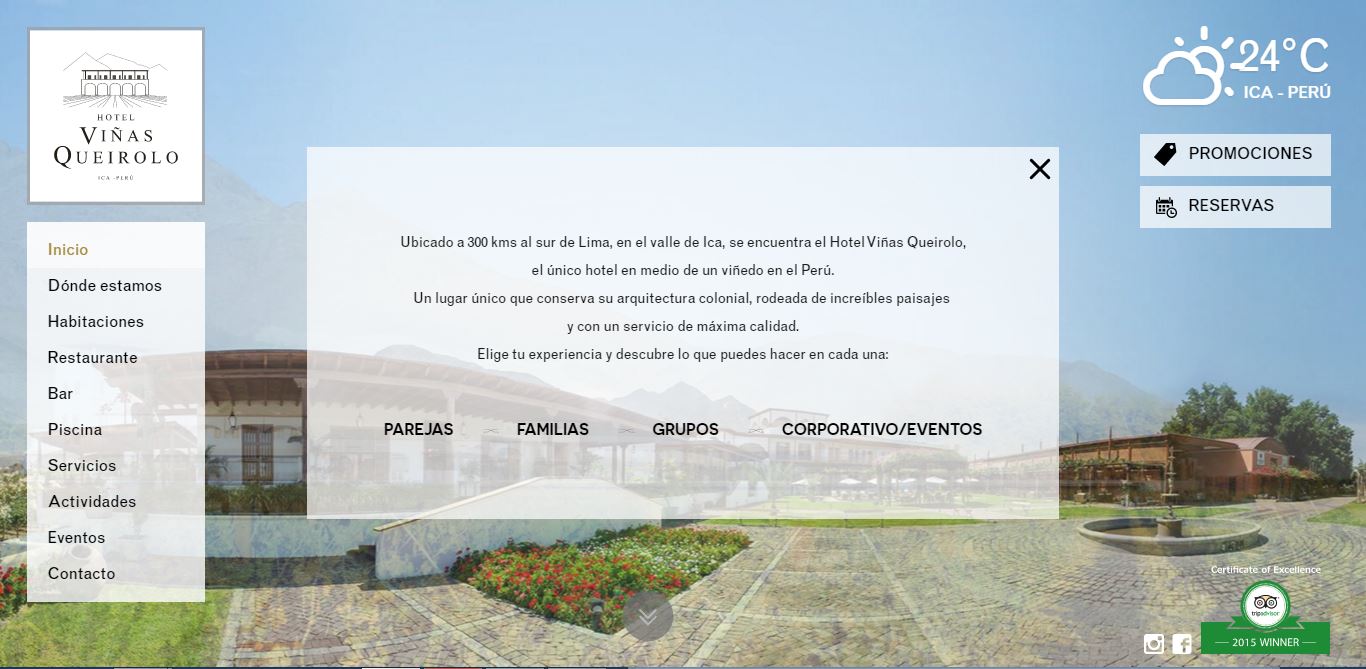 HOTEL
VIÑAS
QUEIROLO
ICA - PERÚ
24°C
ICA - PERÚ
PROMOCIONES
RESERVAS
Inicio
Dónde estamos
Habitaciones
Restaurante
Bar
Piscina
Servicios
Actividades
Eventos
Contacto
Ubicado a 300 kms al sur de Lima, en el valle de Ica, se encuentra el Hotel Viñas Queirolo,
el único hotel en medio de un viñedo en el Perú.
Un lugar único que conserva su arquitectura colonial, rodeada de increíbles paisajes
y con un servicio de máxima calidad.
Elige tu experiencia y descubre lo que puedes hacer en cada una:
PAREJAS FAMILIAS GRUPOS CORPORATIVO/EVENTOS
Certificate of Excellence
tripadvisor
2015 WINNER